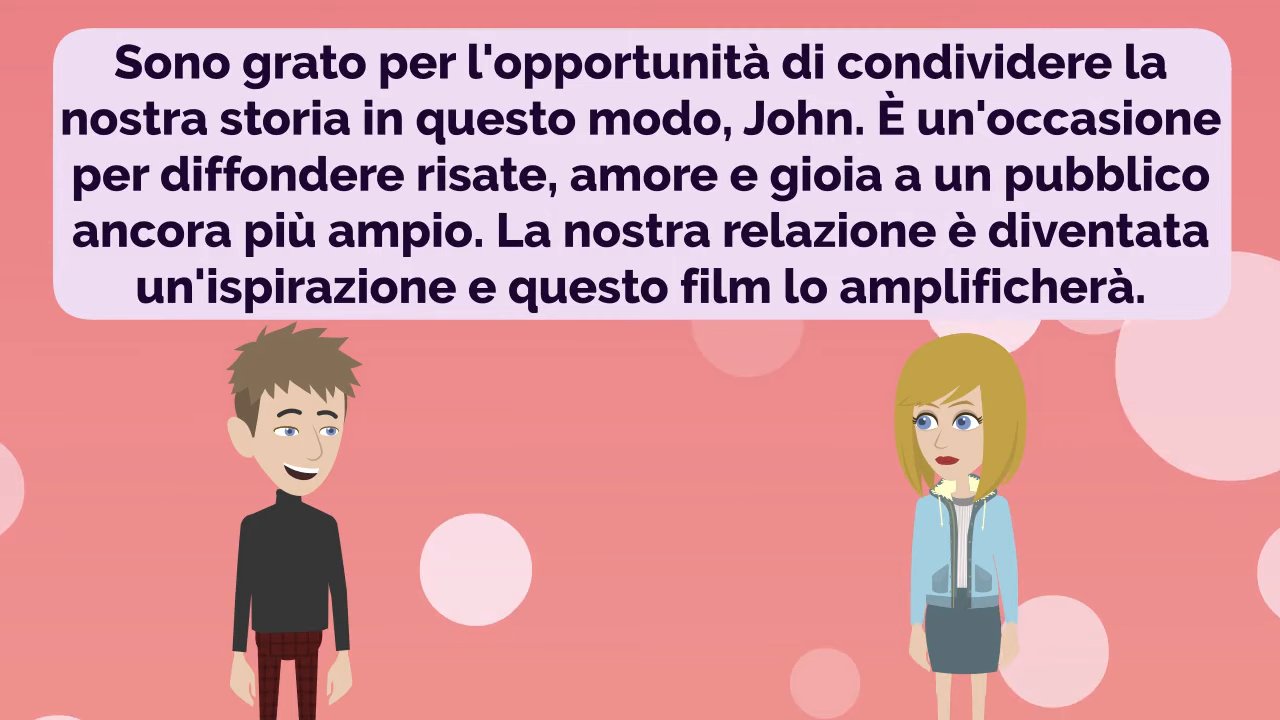 Sono grato per l'opportunità di condividere la
nostra storia in questo modo, John. È un'occasione
per diffondere risate, amore e gioia a un pubblico
ancora più ampio. La nostra relazione è diventata
un'ispirazione e questo film lo amplificherà.